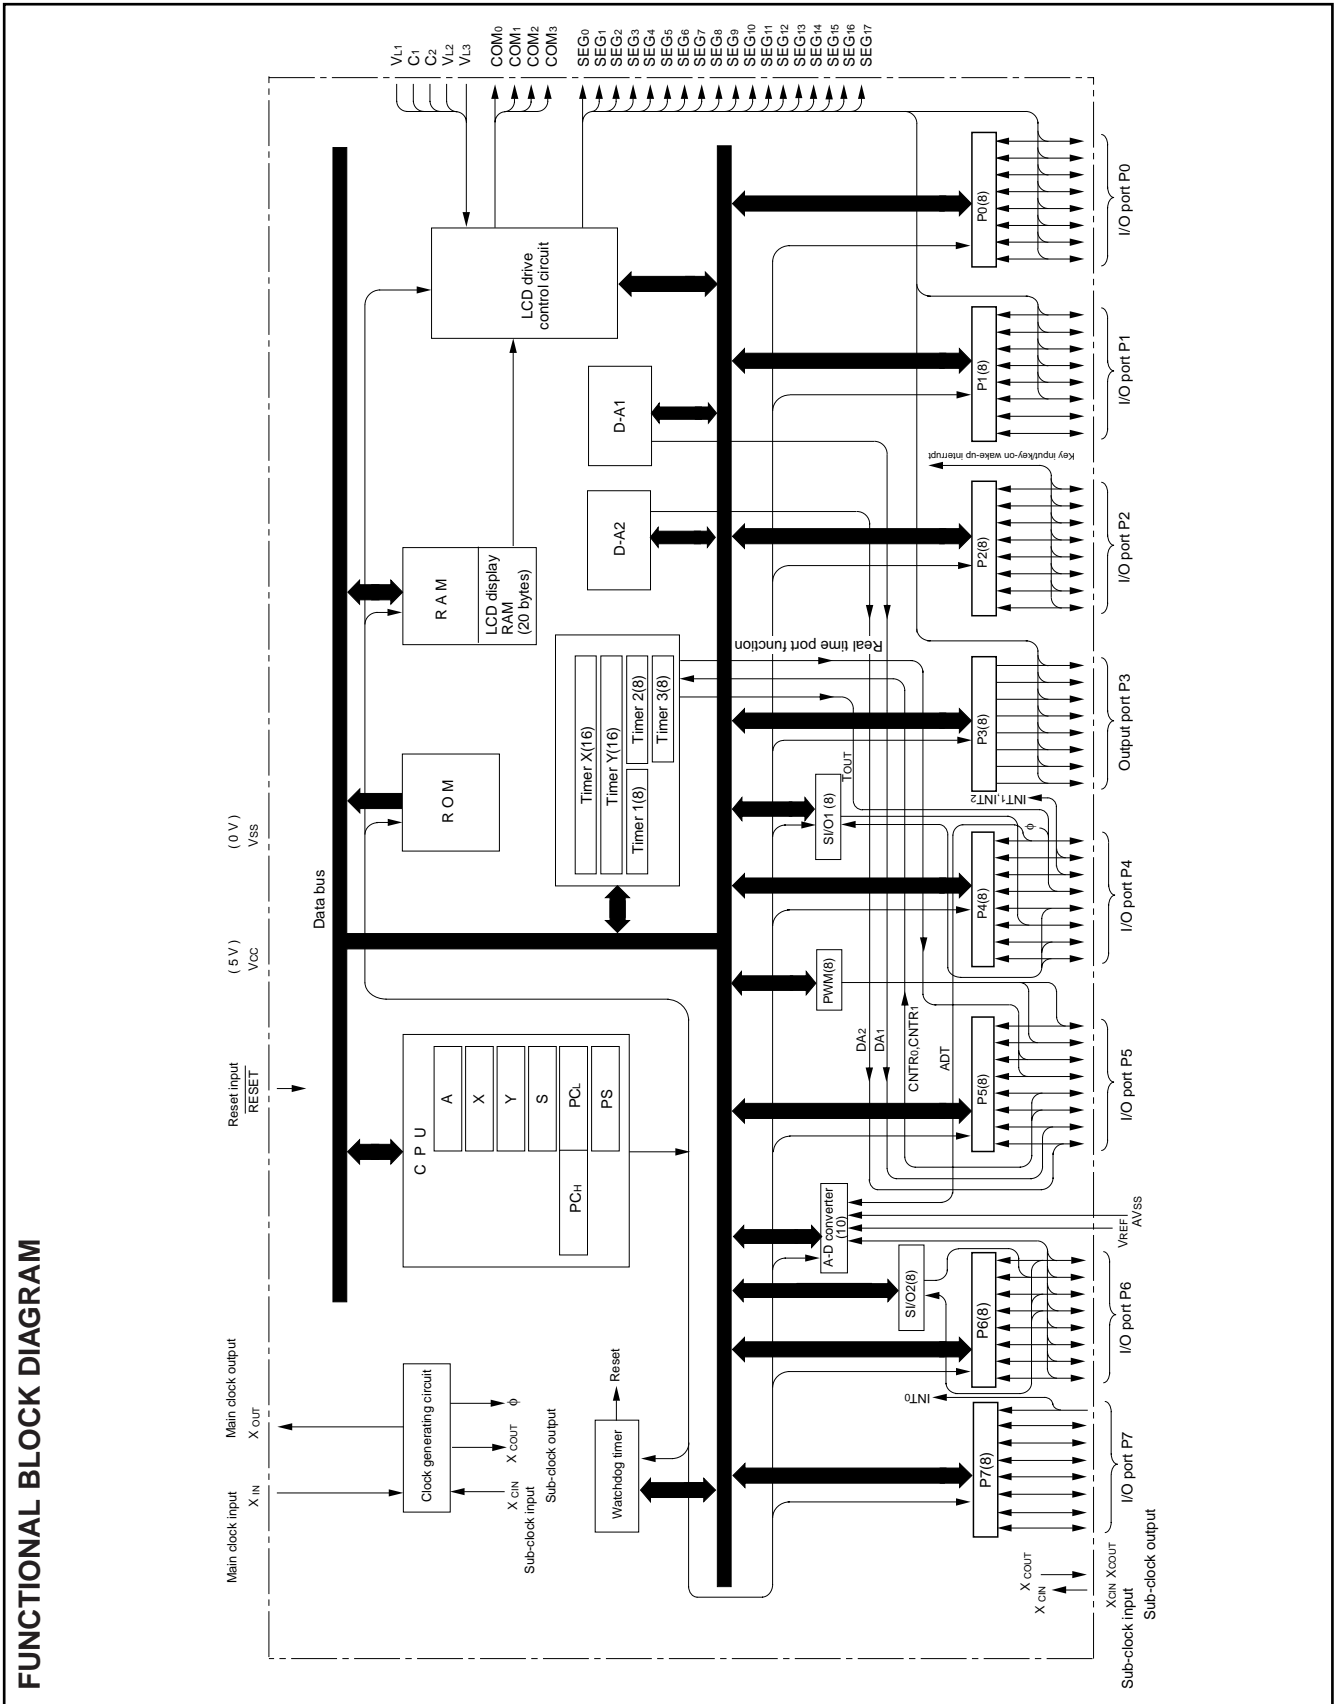 FUNCTIONAL BLOCK DIAGRAM
Main clock input
X IN
Main clock output
X OUT
Reset input
RESET
( 5 V )
VCC
( 0 V )
VSS
VL1
C1
C2
VL2
VL3
COM0
COM1
COM2
COM3
SEG0
SEG1
SEG2
SEG3
SEG4
SEG5
SEG6
SEG7
SEG8
SEG9
SEG10
SEG11
SEG12
SEG13
SEG14
SEG15
SEG16
SEG17
Data bus
Clock generating circuit
X CIN
Sub-clock input
X COUT
Sub-clock output
φ
C P U
A
X
Y
S
PCH
PCL
PS
R O M
R A M
LCD display
RAM
(20 bytes)
LCD drive
control circuit
Watchdog timer
Reset
Timer X(16)
Timer Y(16)
Timer 1(8)
Timer 2(8)
Timer 3(8)
D-A2
D-A1
Real time port function
A-D converter
(10)
SI/O2(8)
PWM(8)
SI/O1 (8)
TOUT
DA2
DA1
CNTR0,CNTR1
ADT
INT0
INT1,INT2
φ
Key input/key-on wake-up interrupt
P7(8)
P6(8)
P5(8)
P4(8)
P3(8)
P2(8)
P1(8)
P0(8)
VREF
AVSS
X CIN
X COUT
XCIN XCOUT
Sub-clock input
Sub-clock output
I/O port P7
I/O port P6
I/O port P5
I/O port P4
Output port P3
I/O port P2
I/O port P1
I/O port P0